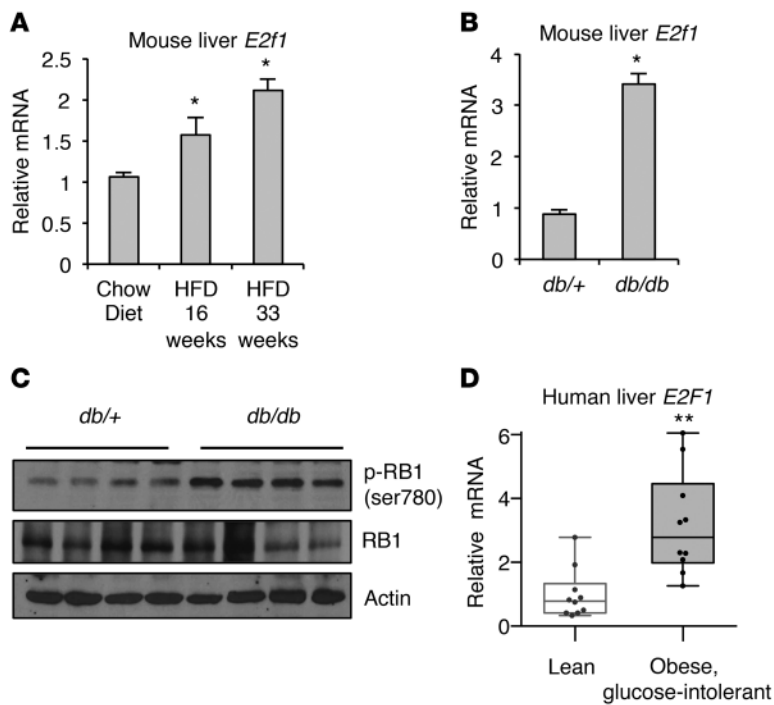 A
Mouse liver E2f1
*
*
Relative mRNA
2.5
2
1.5
1
0.5
0
Chow Diet
HFD 16 weeks
HFD 33 weeks
B
Mouse liver E2f1
*
Relative mRNA
4
3
2
1
0
db/+
db/db
C
db/+
db/db
p-RB1
(ser780)
RB1
Actin
D
Human liver E2F1
**
Relative mRNA
6
4
2
0
Lean
Obese,
glucose-intolerant